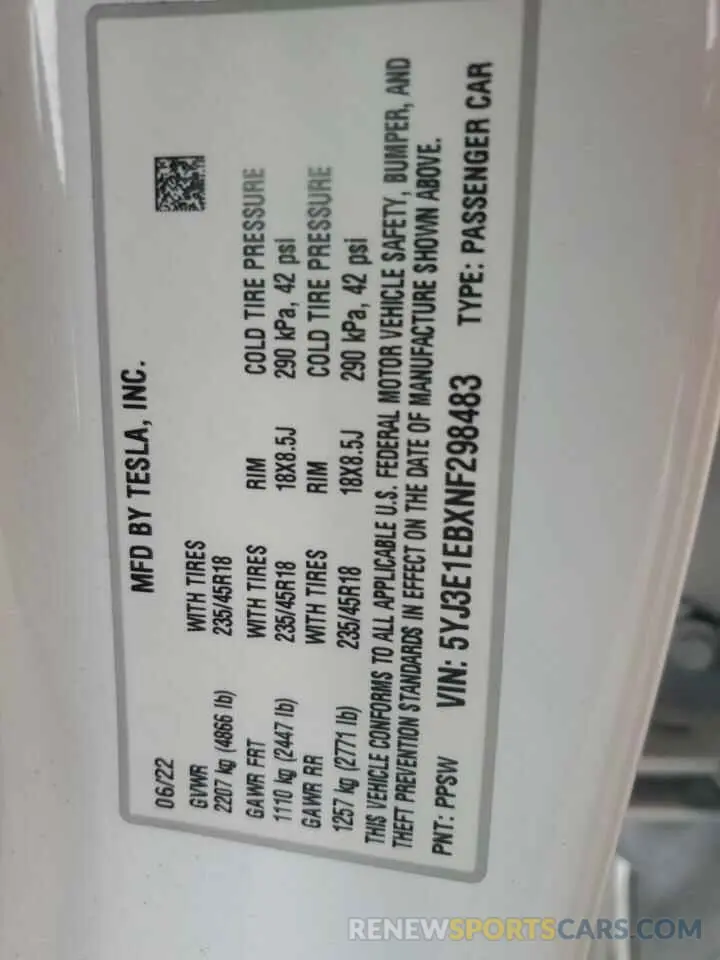 MFD BY TESLA, INC.
06/22
GVWR WITH TIRES
2207 kg (4866 lb) 235/45R18
GAWR FRT WITH TIRES RIM COLD TIRE PRESSURE
1110 kg (2447 lb) 235/45R18 18X8.5J 290 kPa, 42 psi
GAWR RR WITH TIRES RIM COLD TIRE PRESSURE
1257 kg (2771 lb) 235/45R18 18X8.5J 290 kPa, 42 psi
THIS VEHICLE CONFORMS TO ALL APPLICABLE U.S. FEDERAL MOTOR VEHICLE SAFETY, BUMPER, AND
THEFT PREVENTION STANDARDS IN EFFECT ON THE DATE OF MANUFACTURE SHOWN ABOVE.
PNT: PPSW VIN: 5YJ3E1EBXNF298483 TYPE: PASSENGER CAR
RENEWSPORTSCARS.COM